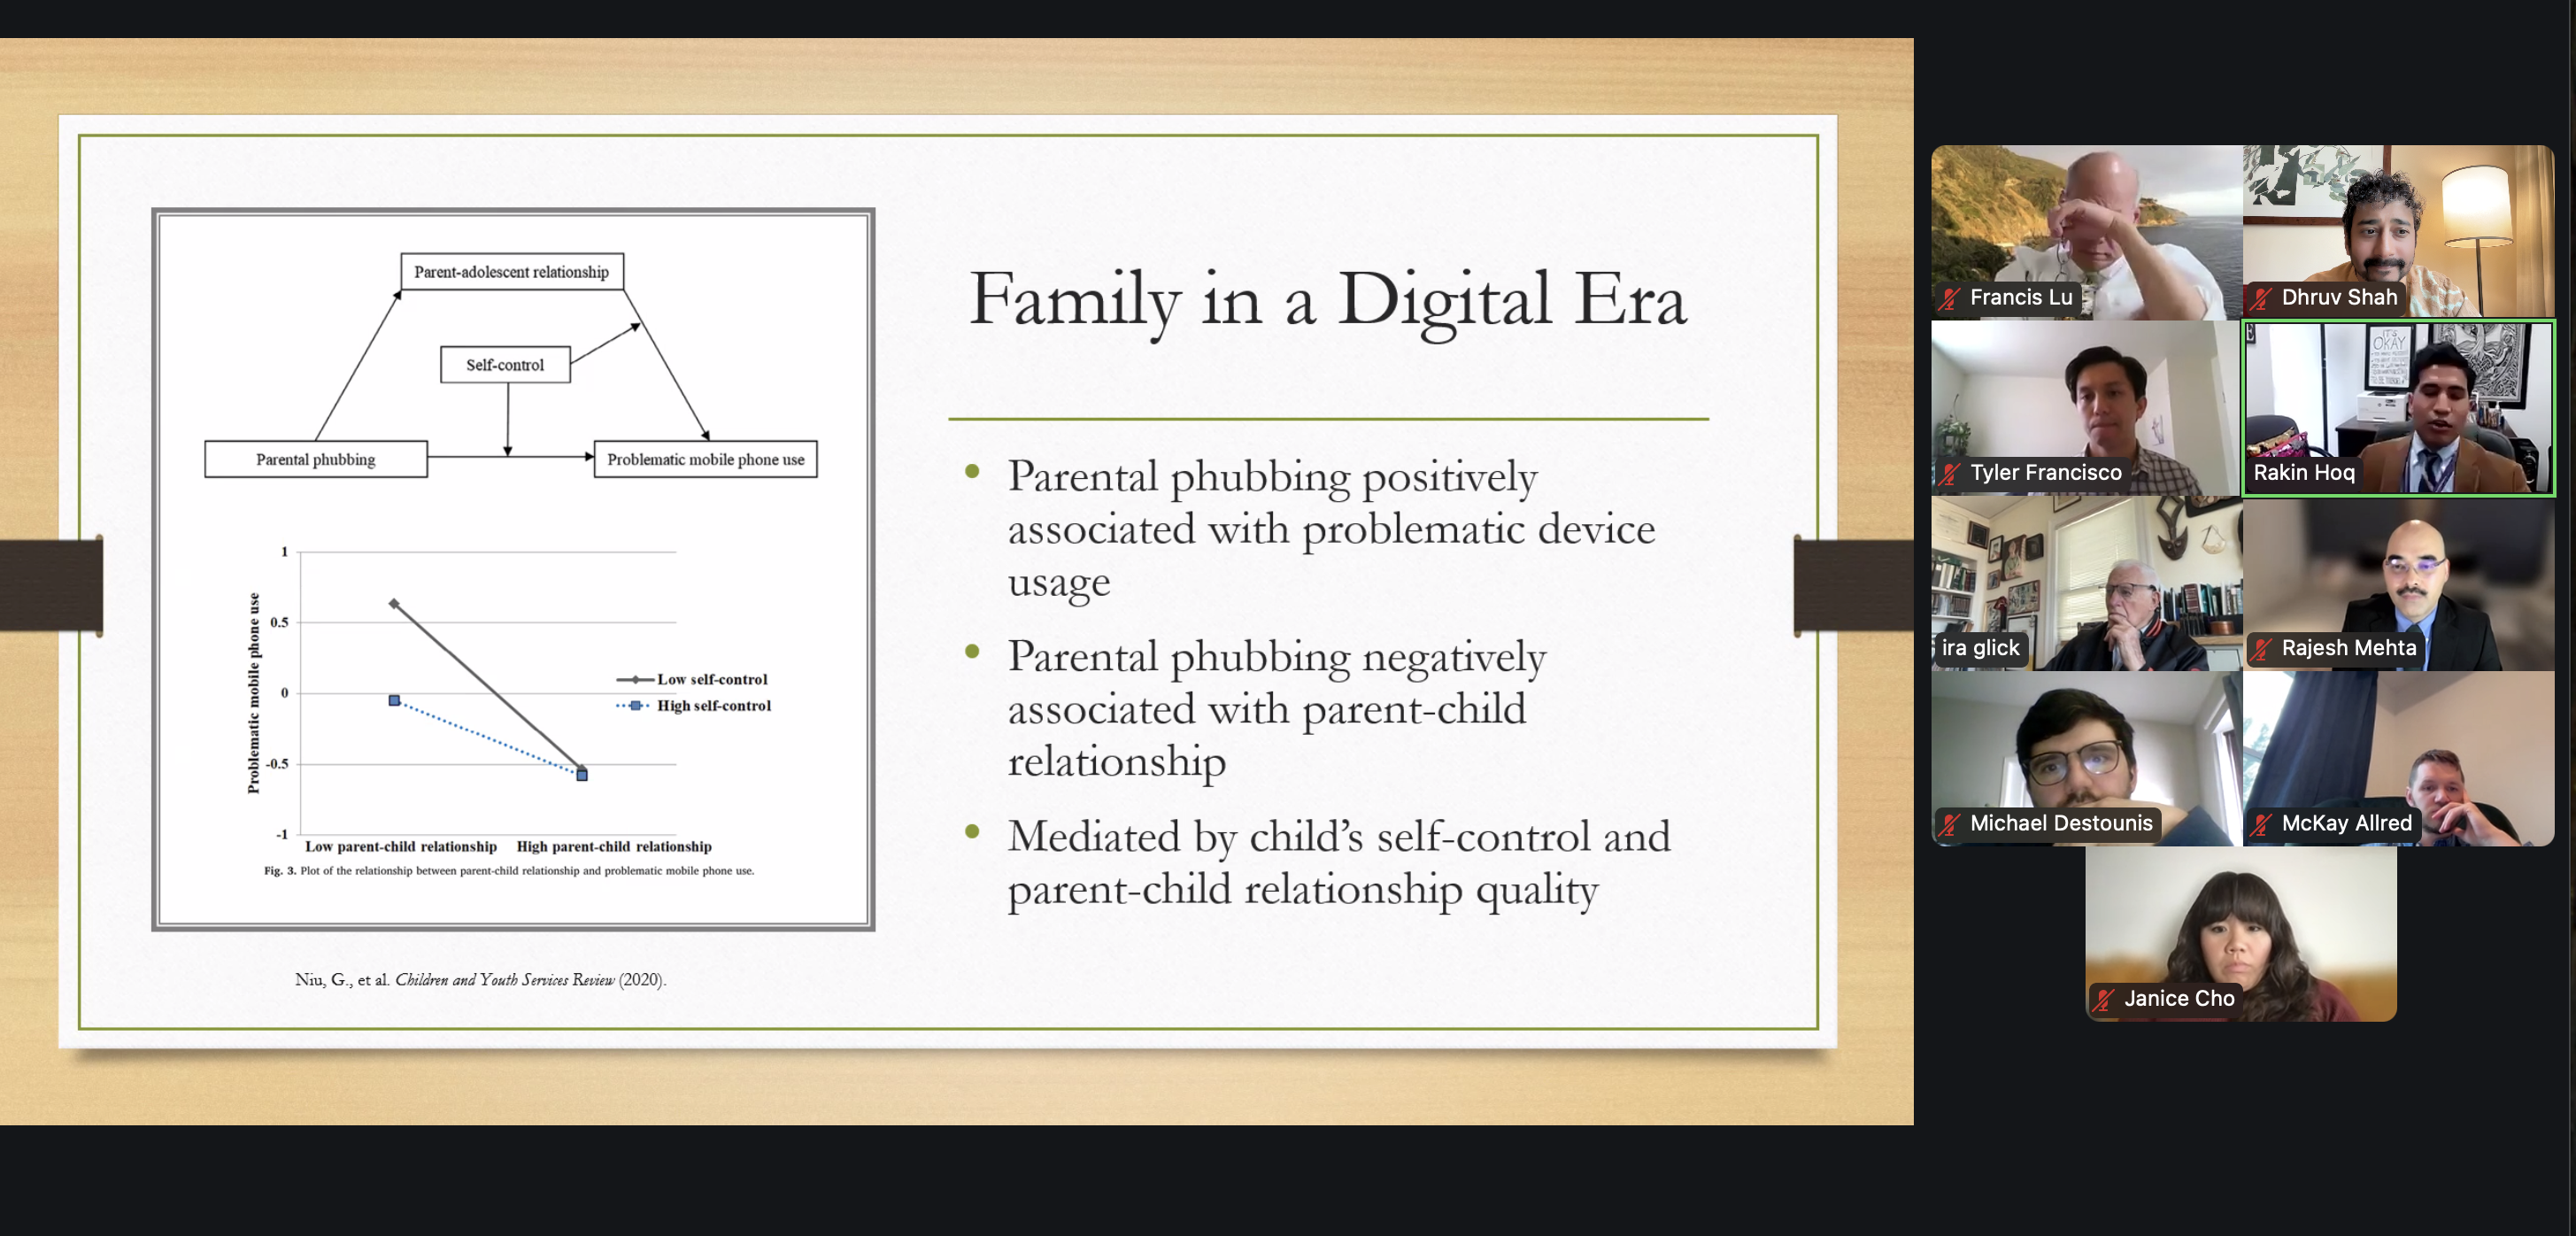 Parent-adolescent relationship
Self-control
Parental phubbing
Problematic mobile phone use
Problematic mobile phone use
1
0.5
0
-0.5
-1
Low self-control
High self-control
Low parent-child relationship
High parent-child relationship
Fig. 3. Plot of the relationship between parent-child relationship and problematic mobile phone use.
Niu, G., et al. Children and Youth Services Review (2020).
Family in a Digital Era
• Parental phubbing positively
associated with problematic device
usage
• Parental phubbing negatively
associated with parent-child
relationship
• Mediated by child’s self-control and
parent-child relationship quality
Francis Lu
Dhruv Shah
Tyler Francisco
IT'S
OKAY
Rakin Hoq
ira glick
Rajesh Mehta
Michael Destounis
McKay Allred
Janice Cho